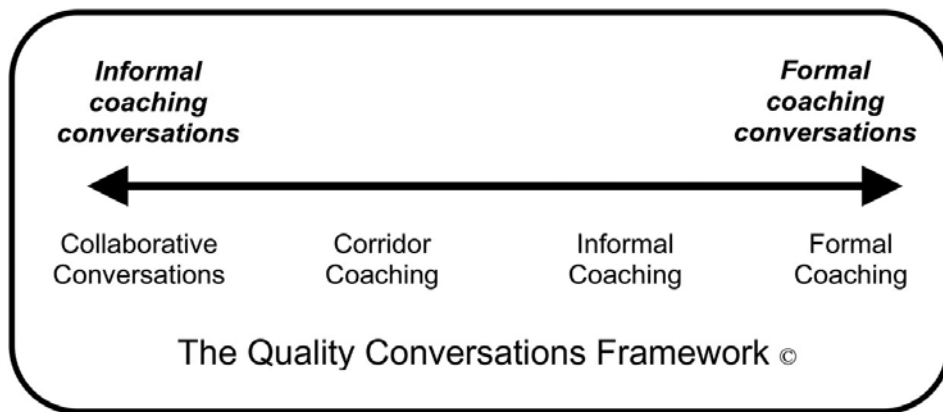 Informal
coaching
conversations
Formal
coaching
conversations
Collaborative
Conversations
Corridor
Coaching
Informal
Coaching
Formal
Coaching
The Quality Conversations Framework ©